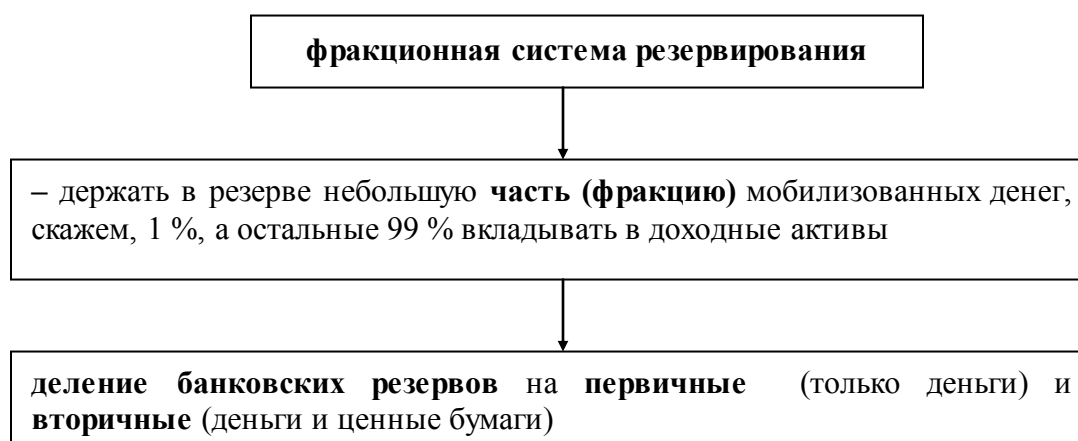 фракционная система резервирования
– держать в резерве небольшую часть (фракцию) мобилизованных денег,
скажем, 1 %, а остальные 99 % вкладывать в доходные активы
деление банковских резервов на первичные (только деньги) и
вторичные (деньги и ценные бумаги)